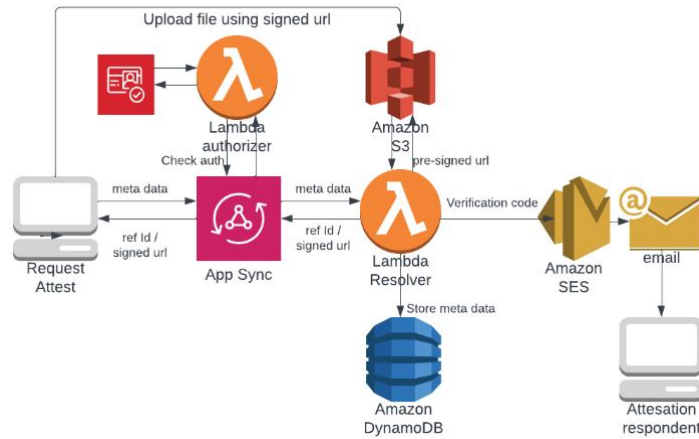 Upload file using signed url
Lambda
authorizer
Amazon
S3
Check auth
pre-signed url
meta data
meta data
Verification code
@
ref Id /
signed url
ref Id /
signed url
Request
Attest
App Sync
Lambda
Resolver
Amazon
SES
email
Store meta data
Amazon
DynamoDB
Attesation
respondent